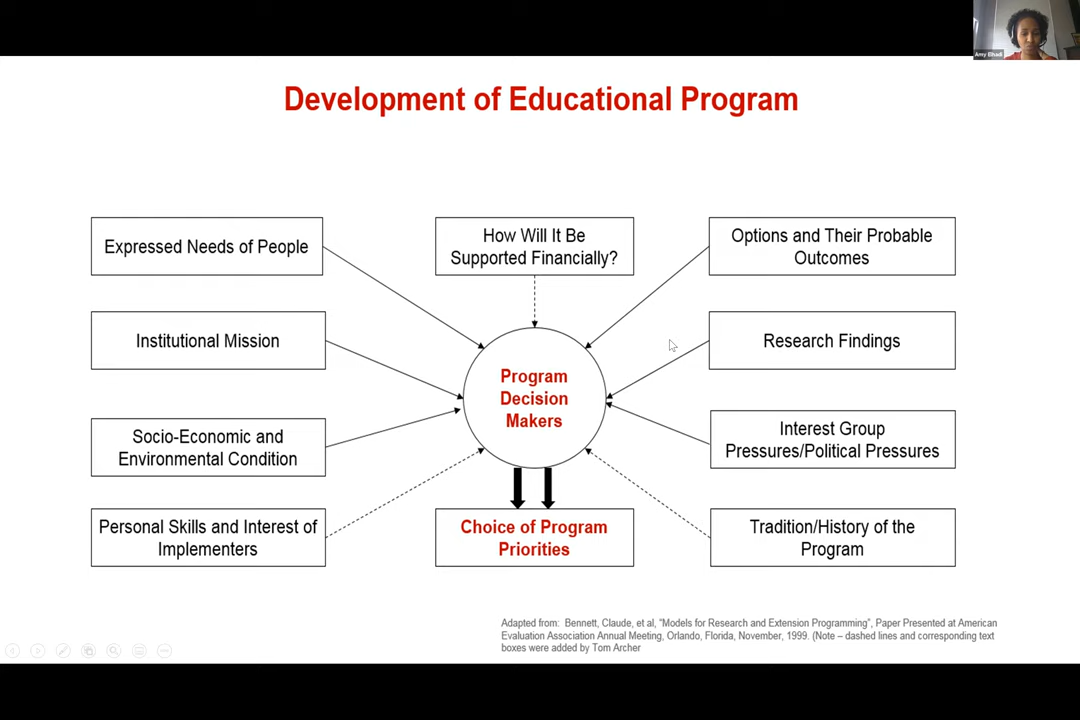 Amy Elhadi
Development of Educational Program
Expressed Needs of People
How Will It Be
Supported Financially?
Options and Their Probable
Outcomes
Institutional Mission
Research Findings
Program
Decision
Makers
Socio-Economic and
Environmental Condition
Interest Group
Pressures/Political Pressures
Personal Skills and Interest of
Implementers
Choice of Program
Priorities
Tradition/History of the
Program
Adapted from: Bennett, Claude, et al, "Models for Research and Extension Programming", Paper Presented at American
Evaluation Association Annual Meeting, Orlando, Florida, November, 1999. (Note – dashed lines and corresponding text
boxes were added by Tom Archer